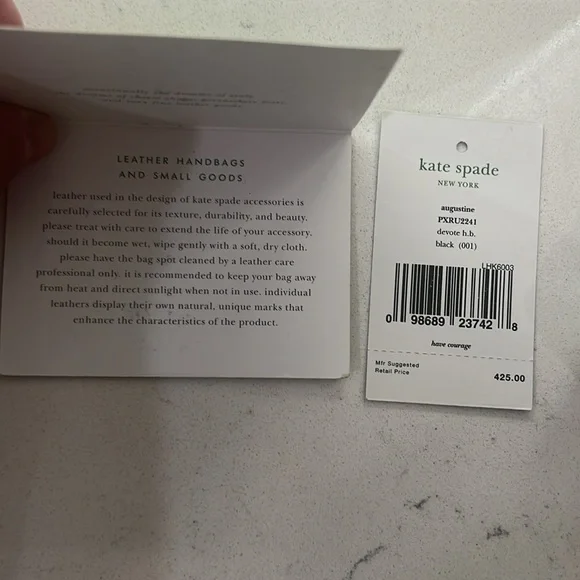 LEATHER HANDBAGS
AND SMALL GOODS
leather used in the design of kate spade accessories is
carefully selected for its texture, durability, and beauty.
please treat with care to extend the life of your accessory.
should it become wet, wipe gently with a soft, dry cloth.
please have the bag spot cleaned by a leather care
professional only. it is recommended to keep your bag away
from heat and direct sunlight when not in use. individual
leathers display their own natural, unique marks that
enhance the characteristics of the product.
kate spade
NEW YORK
augustine
PXRU2241
devote h.b.
black (001)
LHK6003
0 98689 23742 8
have courage
Mfr Suggested
Retail Price
425.00